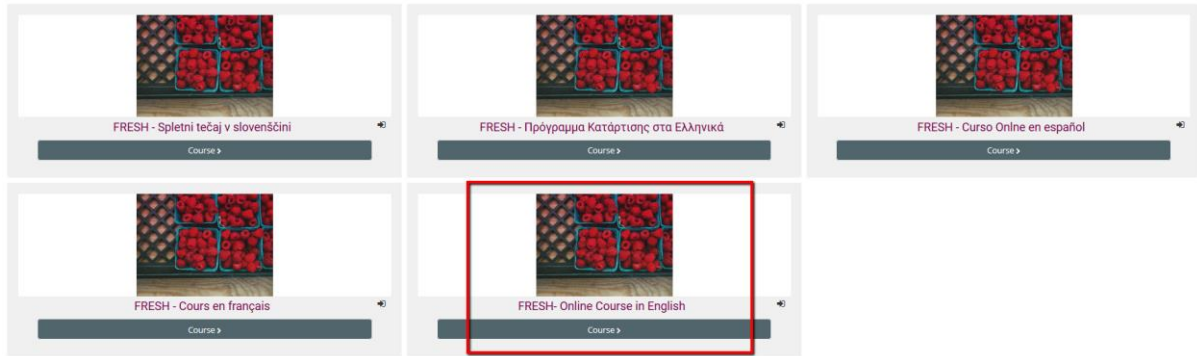 FRESH - Spletni tečaj v slovenščini
Course >
FRESH - Πρόγραμμα Κατάρτισης στα Ελληνικά
Course >
FRESH - Curso Onlne en español
Course >
FRESH - Cours en français
Course >
FRESH- Online Course in English
Course >